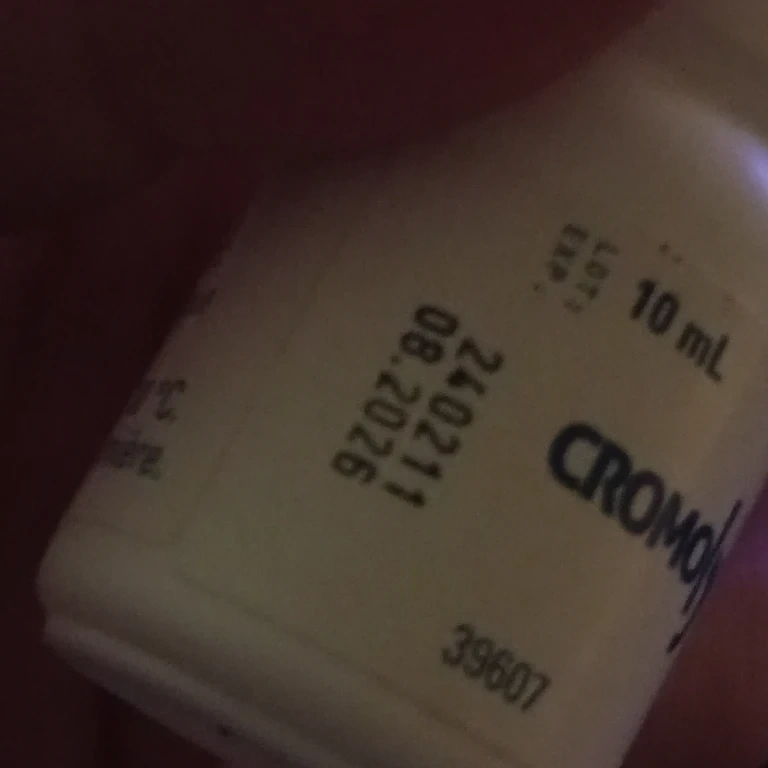 LOT:
EXP.
240211
08.2026
10 mL
CROMO
39607
°C